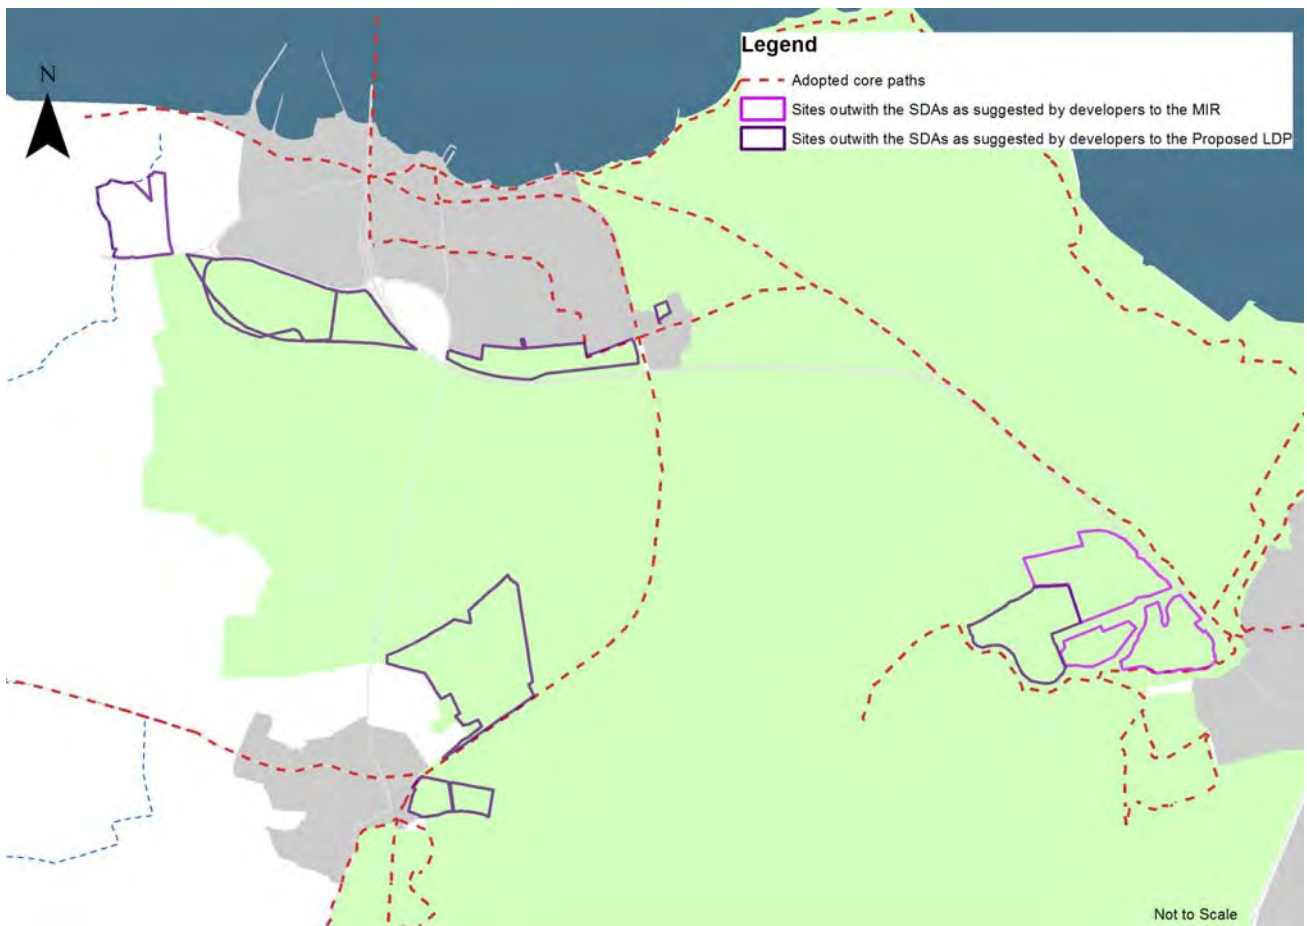 N
Legend
Adopted core paths
Sites outwith the SDAs as suggested by developers to the MIR
Sites outwith the SDAs as suggested by developers to the Proposed LDP
Not to Scale